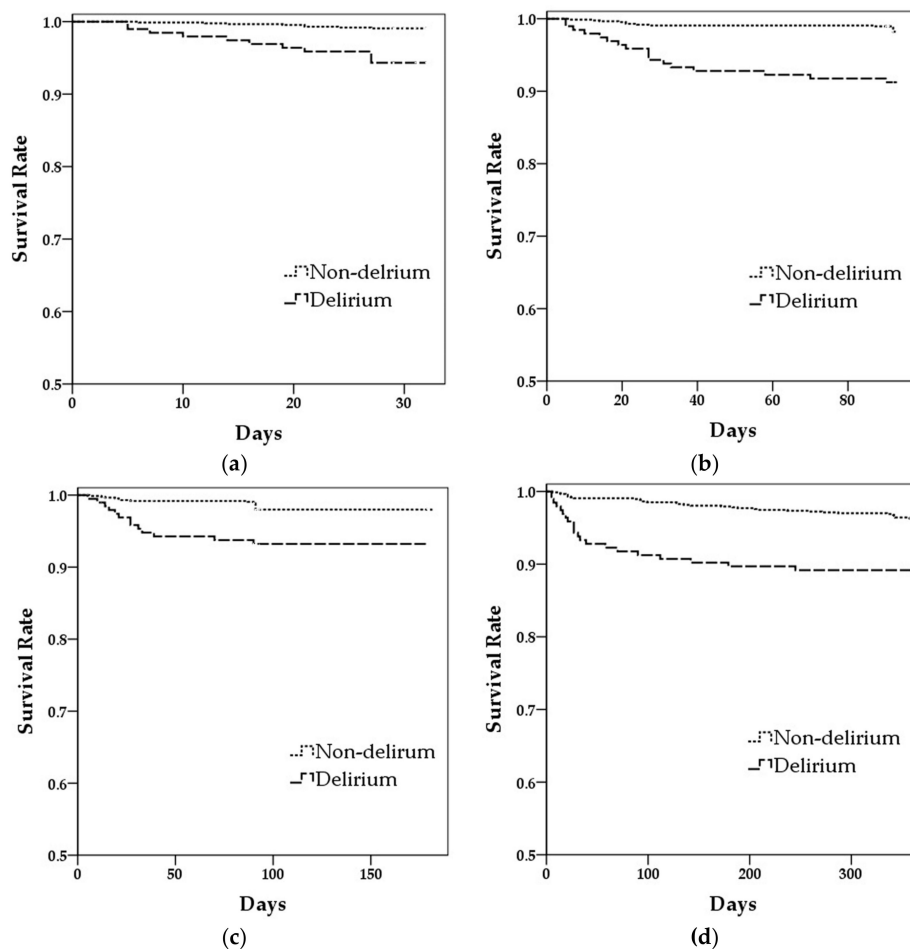 1.0
0.9
0.8
0.7
0.6
0.5
Survival Rate
Non-delrium
Delirium
0 10 20 30
Days
(a)
1.0
0.9
0.8
0.7
0.6
0.5
Survival Rate
Non-delirium
Delirium
0 20 40 60 80
Days
(b)
1.0
0.9
0.8
0.7
0.6
0.5
Survival Rate
Non-delirum
Delirium
0 50 100 150
Days
(c)
1.0
0.9
0.8
0.7
0.6
0.5
Survival Rate
Non-delirium
Delirium
0 100 200 300
Days
(d)